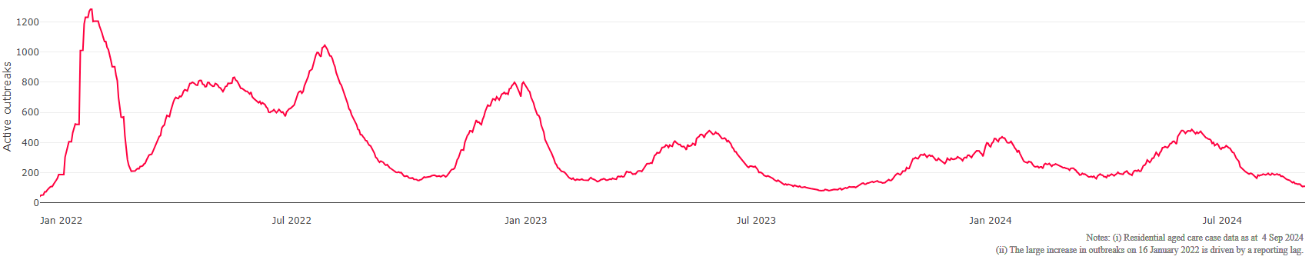 1200
1000
800
600
400
200
0
Active outbreaks
Jan 2022 Jul 2022 Jan 2023 Jul 2023 Jan 2024 Jul 2024
Notes: (i) Residential aged care case data as at 4 Sep 2024
(ii) The large increase in outbreaks on 16 January 2022 is driven by a reporting lag.